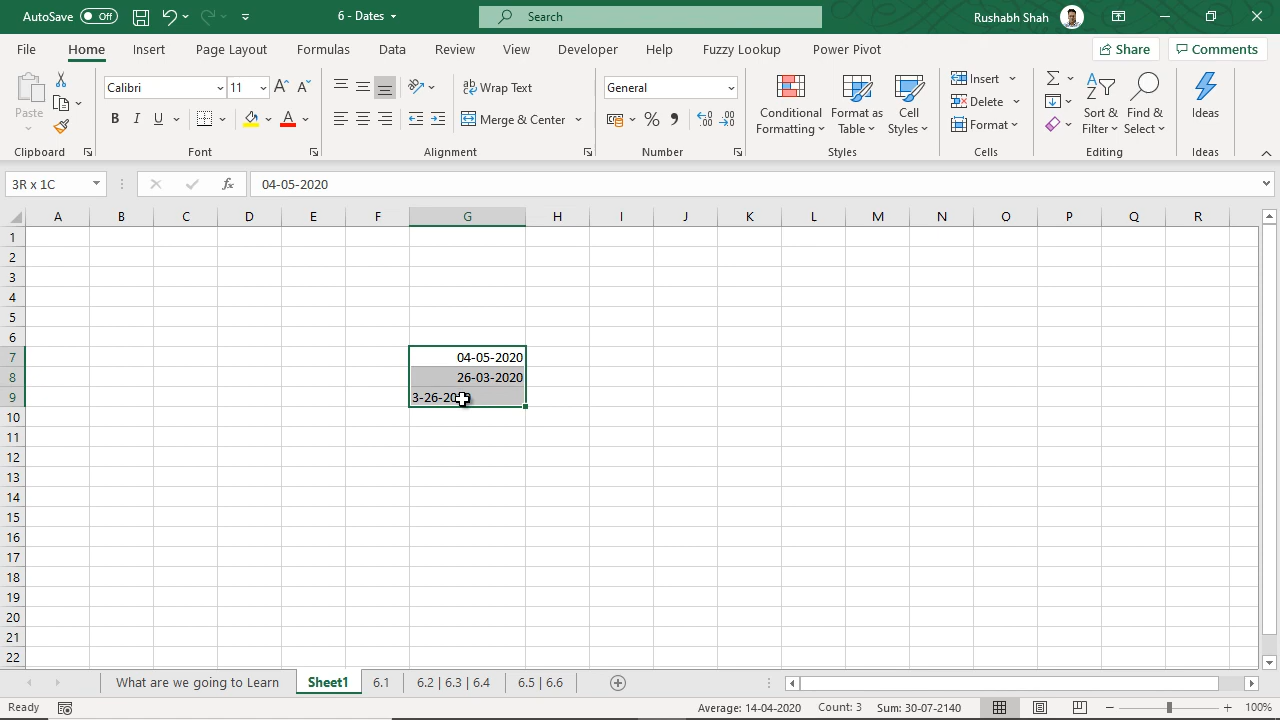 AutoSave Off 6 - Dates Search Rushabh Shah
File Home Insert Page Layout Formulas Data Review View Developer Help Fuzzy Lookup Power Pivot Share Comments
Paste Calibri 11 Wrap Text General Conditional Formatting Format as Table Cell Styles Insert Sort & Filter Find & Select Ideas
B I U Merge & Center % Delete
Format
Clipboard Font Alignment Number Styles Cells Editing Ideas
3R x 1C fx 04-05-2020
A B C D E F G H I J K L M N O P Q R
1
2
3
4
5
6
7 04-05-2020
8 26-03-2020
9
10
11
12
13
14
15
16
17
18
19
20
21
22
What are we going to Learn Sheet1 6.1 6.2 | 6.3 | 6.4 6.5 | 6.6
Ready Average: 14-04-2020 Count: 3 Sum: 30-07-2140 100%